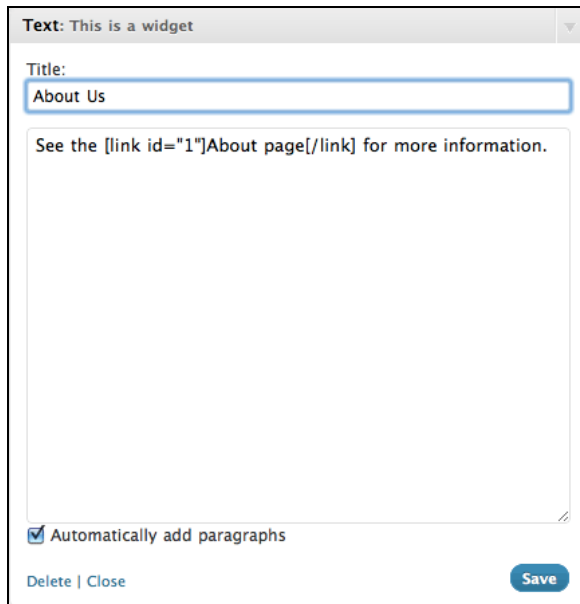 Text: This is a widget
Title:
About Us
See the [link id="1"]About page[/link] for more information.
Automatically add paragraphs
Delete | Close
Save